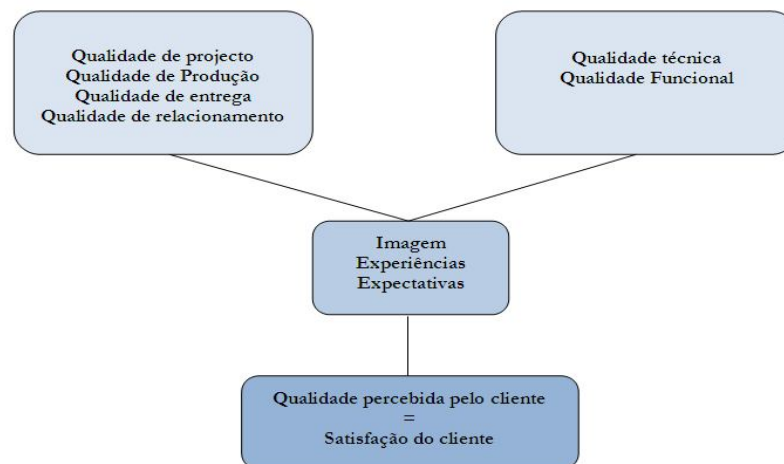 Qualidade de projecto
Qualidade de Produção
Qualidade de entrega
Qualidade de relacionamento
Qualidade técnica
Qualidade Funcional
Imagem
Experiências
Expectativas
Qualidade percebida pelo cliente
=
Satisfação do cliente